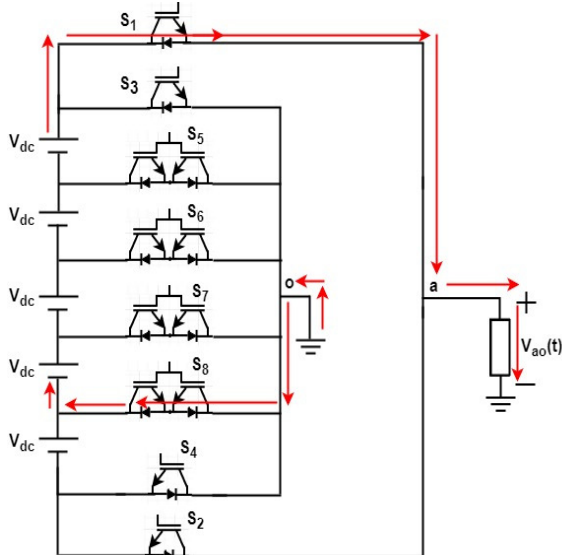 S1
S3
Vdc
S5
Vdc
S6
Vdc
S7
o
a
+
Vao(t)
−
Vdc
S8
Vdc
S4
S2